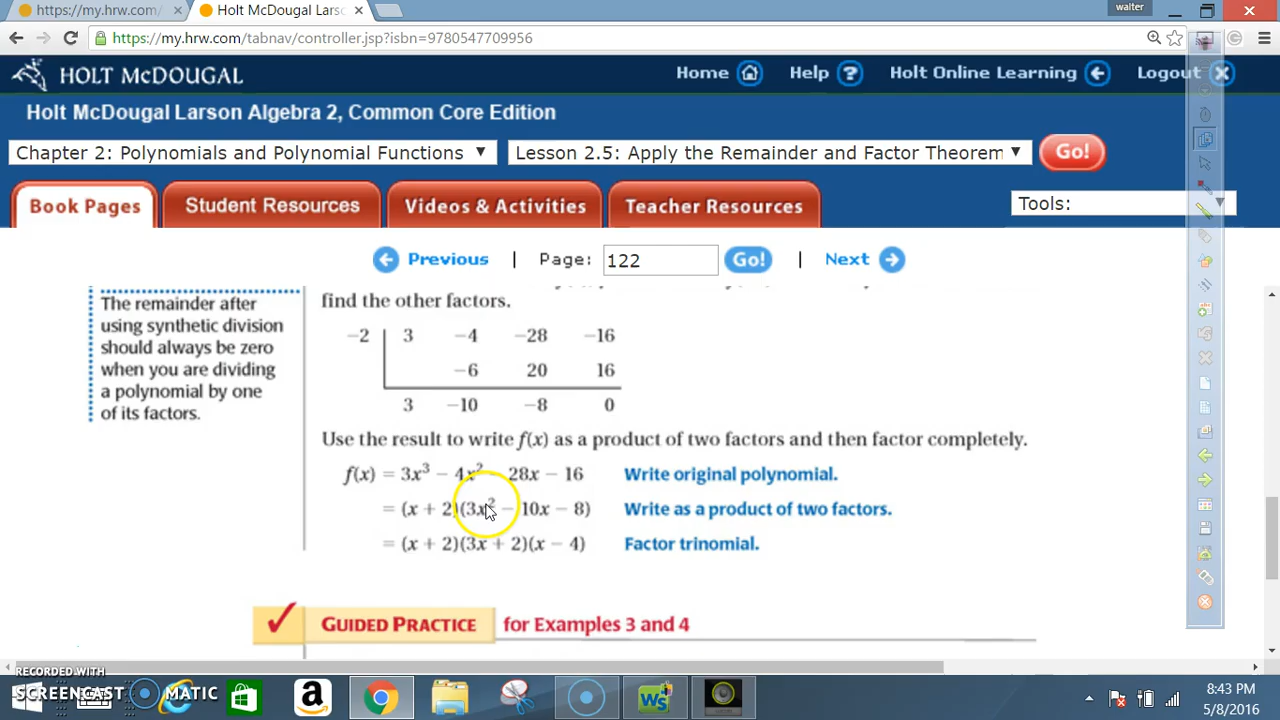 https://my.hrw.com/tabnav/ ×
Holt McDougal Larson ×
walter
https://my.hrw.com/tabnav/controller.jsp?isbn=9780547709956
HOLT MCDOUGAL
Home Help ? Holt Online Learning Logout X
Holt McDougal Larson Algebra 2, Common Core Edition
Chapter 2: Polynomials and Polynomial Functions ▼ Lesson 2.5: Apply the Remainder and Factor Theorem ▼ Go!
Book Pages Student Resources Videos & Activities Teacher Resources Tools:
Previous | Page: 122 Go! | Next
The remainder after
using synthetic division
should always be zero
when you are dividing
a polynomial by one
of its factors.
find the other factors.
−2 3 −4 −28 −16
−6 20 16
3 −10 −8 0
Use the result to write f(x) as a product of two factors and then factor completely.
f(x) = 3x³ − 4x² − 28x − 16 Write original polynomial.
= (x + 2)(3x² − 10x − 8) Write as a product of two factors.
= (x + 2)(3x + 2)(x − 4) Factor trinomial.
GUIDED PRACTICE for Examples 3 and 4
RECORDED WITH
SCREENCAST MATIC
8:43 PM
5/8/2016